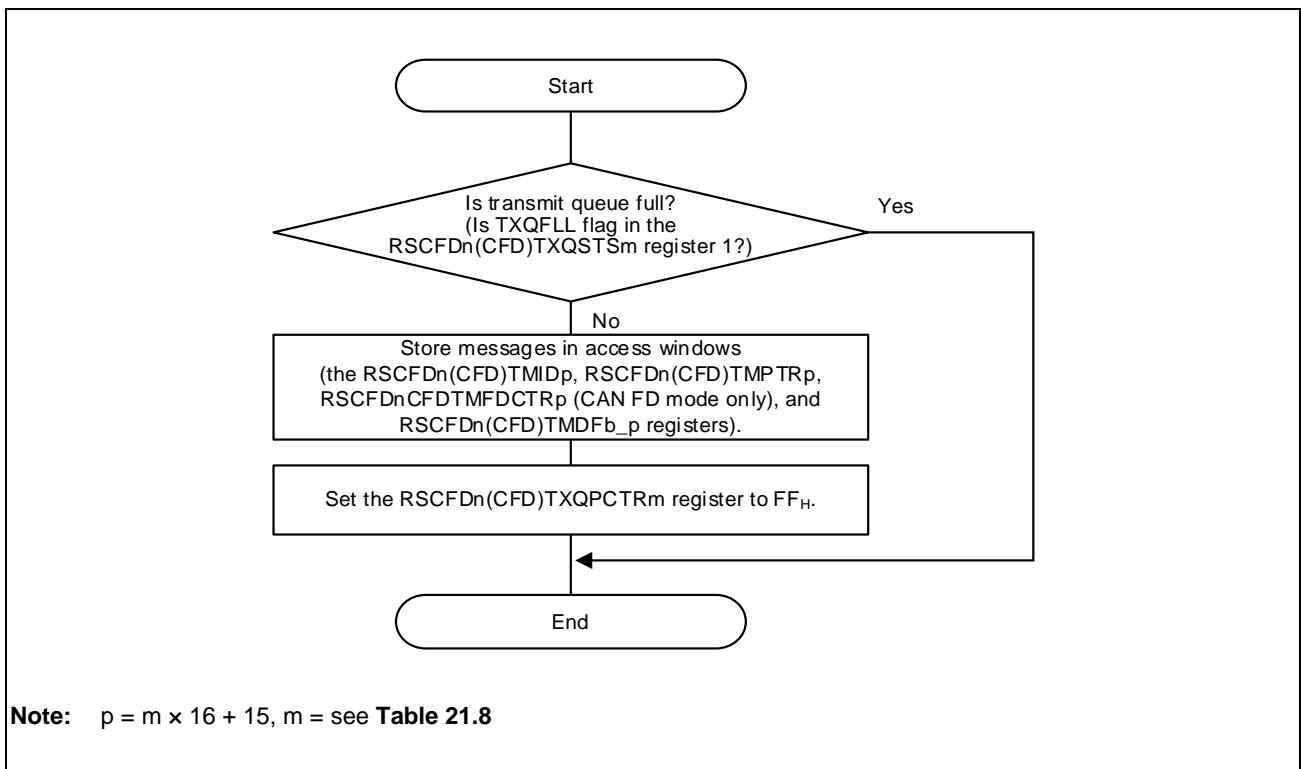 Start
Is transmit queue full?
(Is TXQFLL flag in the
RSCFDn(CFD)TXQSTSm register 1?)
Yes
No
Store messages in access windows
(the RSCFDn(CFD)TMIDp, RSCFDn(CFD)TMPTRp,
RSCFDnCFDTMFDCTRp (CAN FD mode only), and
RSCFDn(CFD)TMDFb_p registers).
Set the RSCFDn(CFD)TXQPCTRm register to FFH.
End
Note: p = m × 16 + 15, m = see Table 21.8